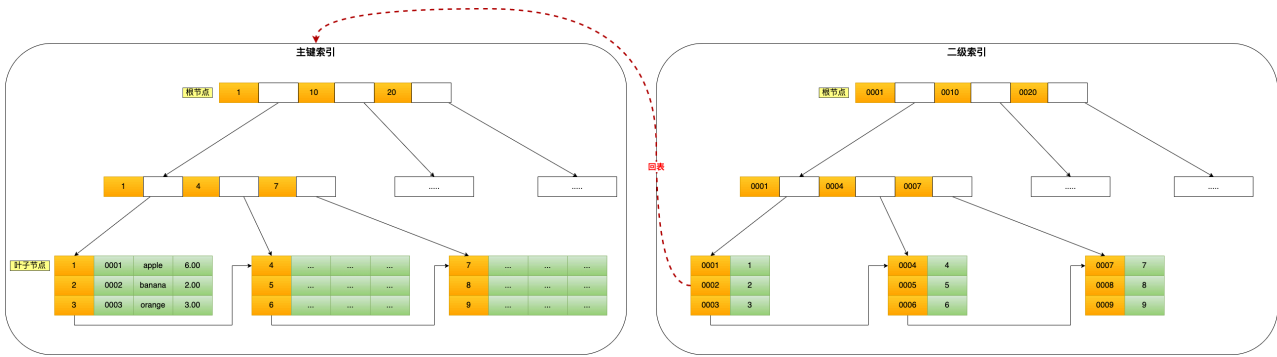 主键索引
根节点 1 10 20
1 4 7 ..... .....
叶子节点
1 0001 apple 6.00
2 0002 banana 2.00
3 0003 orange 3.00
4 ... ... ...
5 ... ... ...
6 ... ... ...
7 ... ... ...
8 ... ... ...
9 ... ... ...
回表
二级索引
根节点 0001 0010 0020
0001 0004 0007 ..... .....
0001 1
0002 2
0003 3
0004 4
0005 5
0006 6
0007 7
0008 8
0009 9